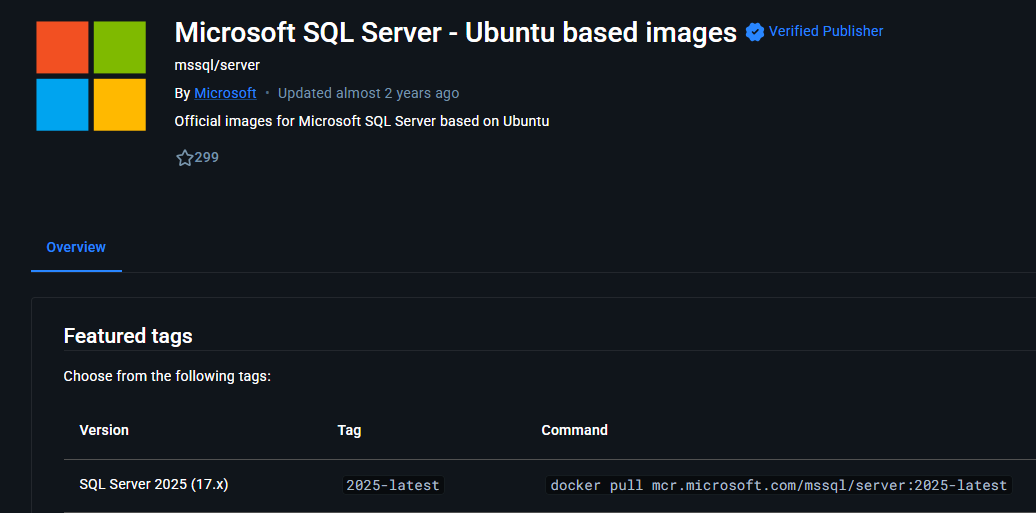 Microsoft SQL Server - Ubuntu based images Verified Publisher
mssql/server
By Microsoft • Updated almost 2 years ago
Official images for Microsoft SQL Server based on Ubuntu
299
Overview
Featured tags
Choose from the following tags:
Version Tag Command
SQL Server 2025 (17.x) 2025-latest docker pull mcr.microsoft.com/mssql/server:2025-latest